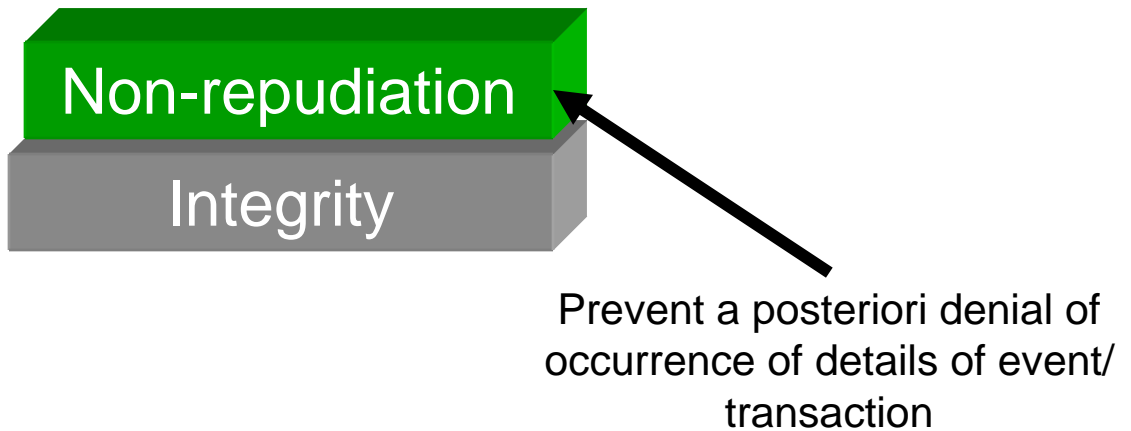 Non-repudiation
Integrity
Prevent a posteriori denial of
occurrence of details of event/
transaction